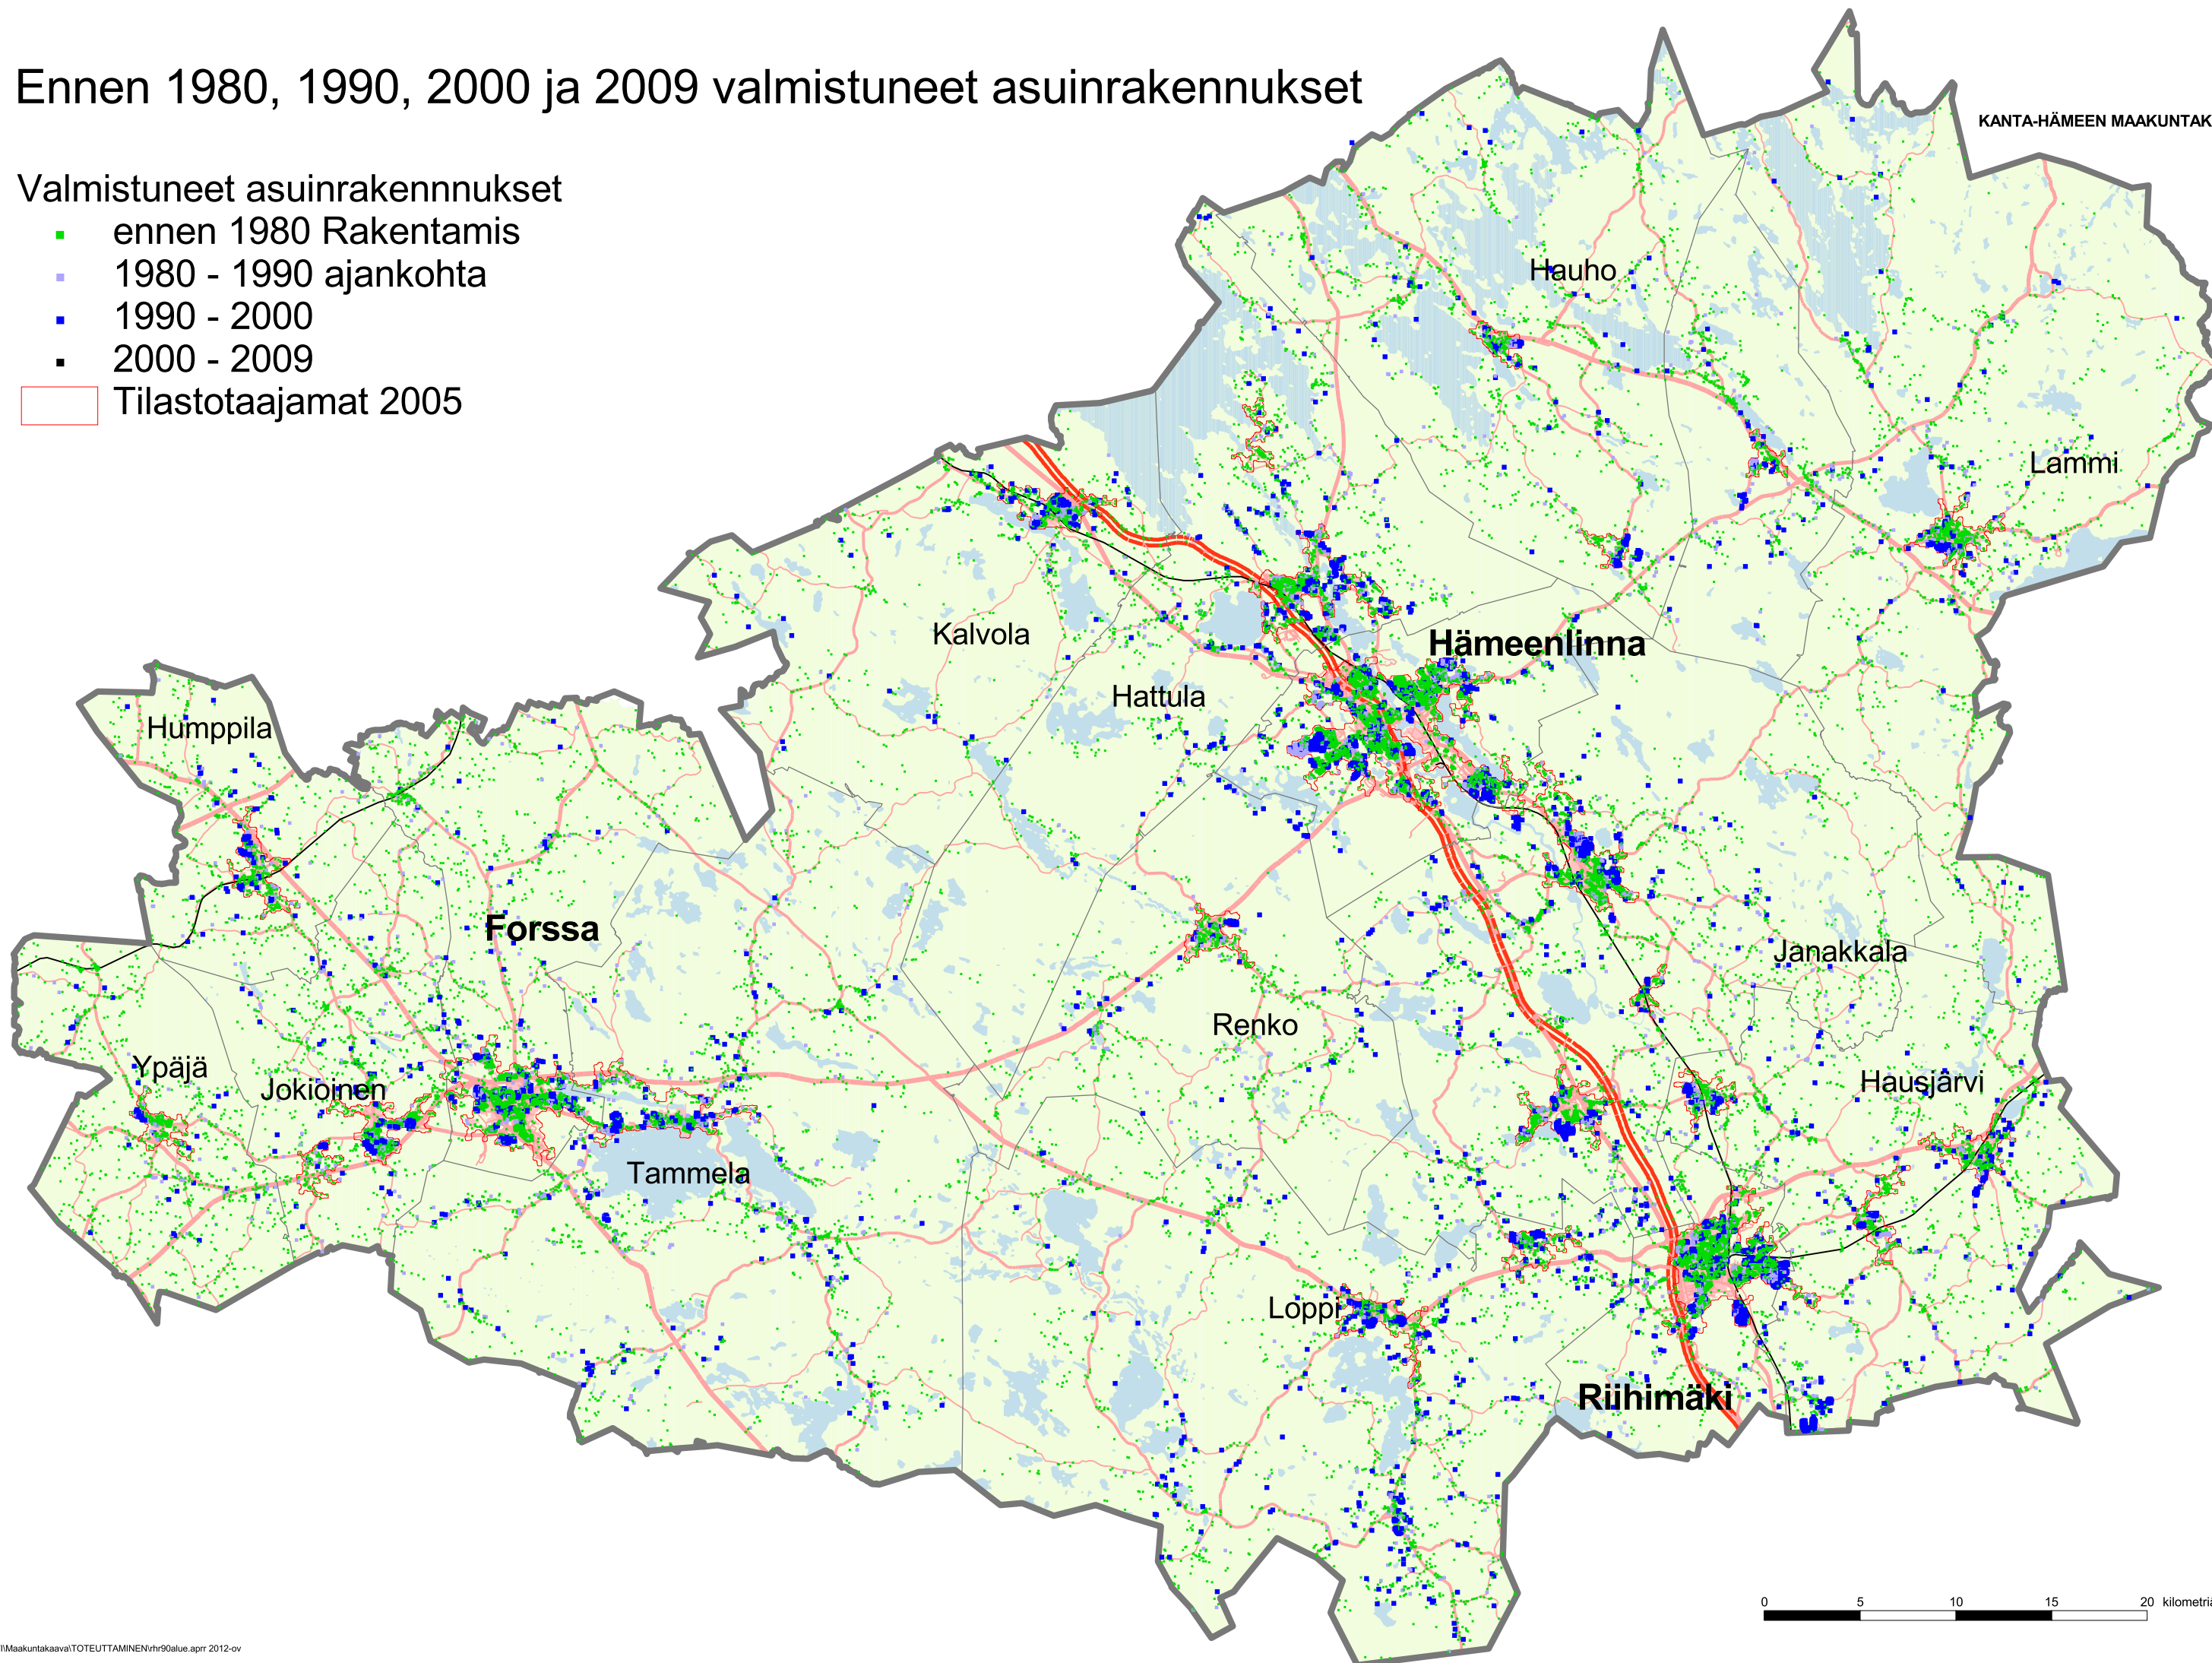 Ennen 1980, 1990, 2000 ja 2009 valmistuneet asuinrakennukset
KANTA-HÄMEEN MAAKUNTAK
Valmistuneet asuinrakennnukset
ennen 1980 Rakentamis
1980 - 1990 ajankohta
1990 - 2000
2000 - 2009
Tilastotaajamat 2005
Hauho
Lammi
Kalvola
Hämeenlinna
Hattula
Humppila
Forssa
Janakkala
Renko
Ypäjä
Jokioinen
Hausjärvi
Tammela
Loppi
Riihimäki
0 5 10 15 20 kilometriä
I\Maakuntakaava\TOTEUTTAMINEN\rhr90alue.aprr 2012-ov